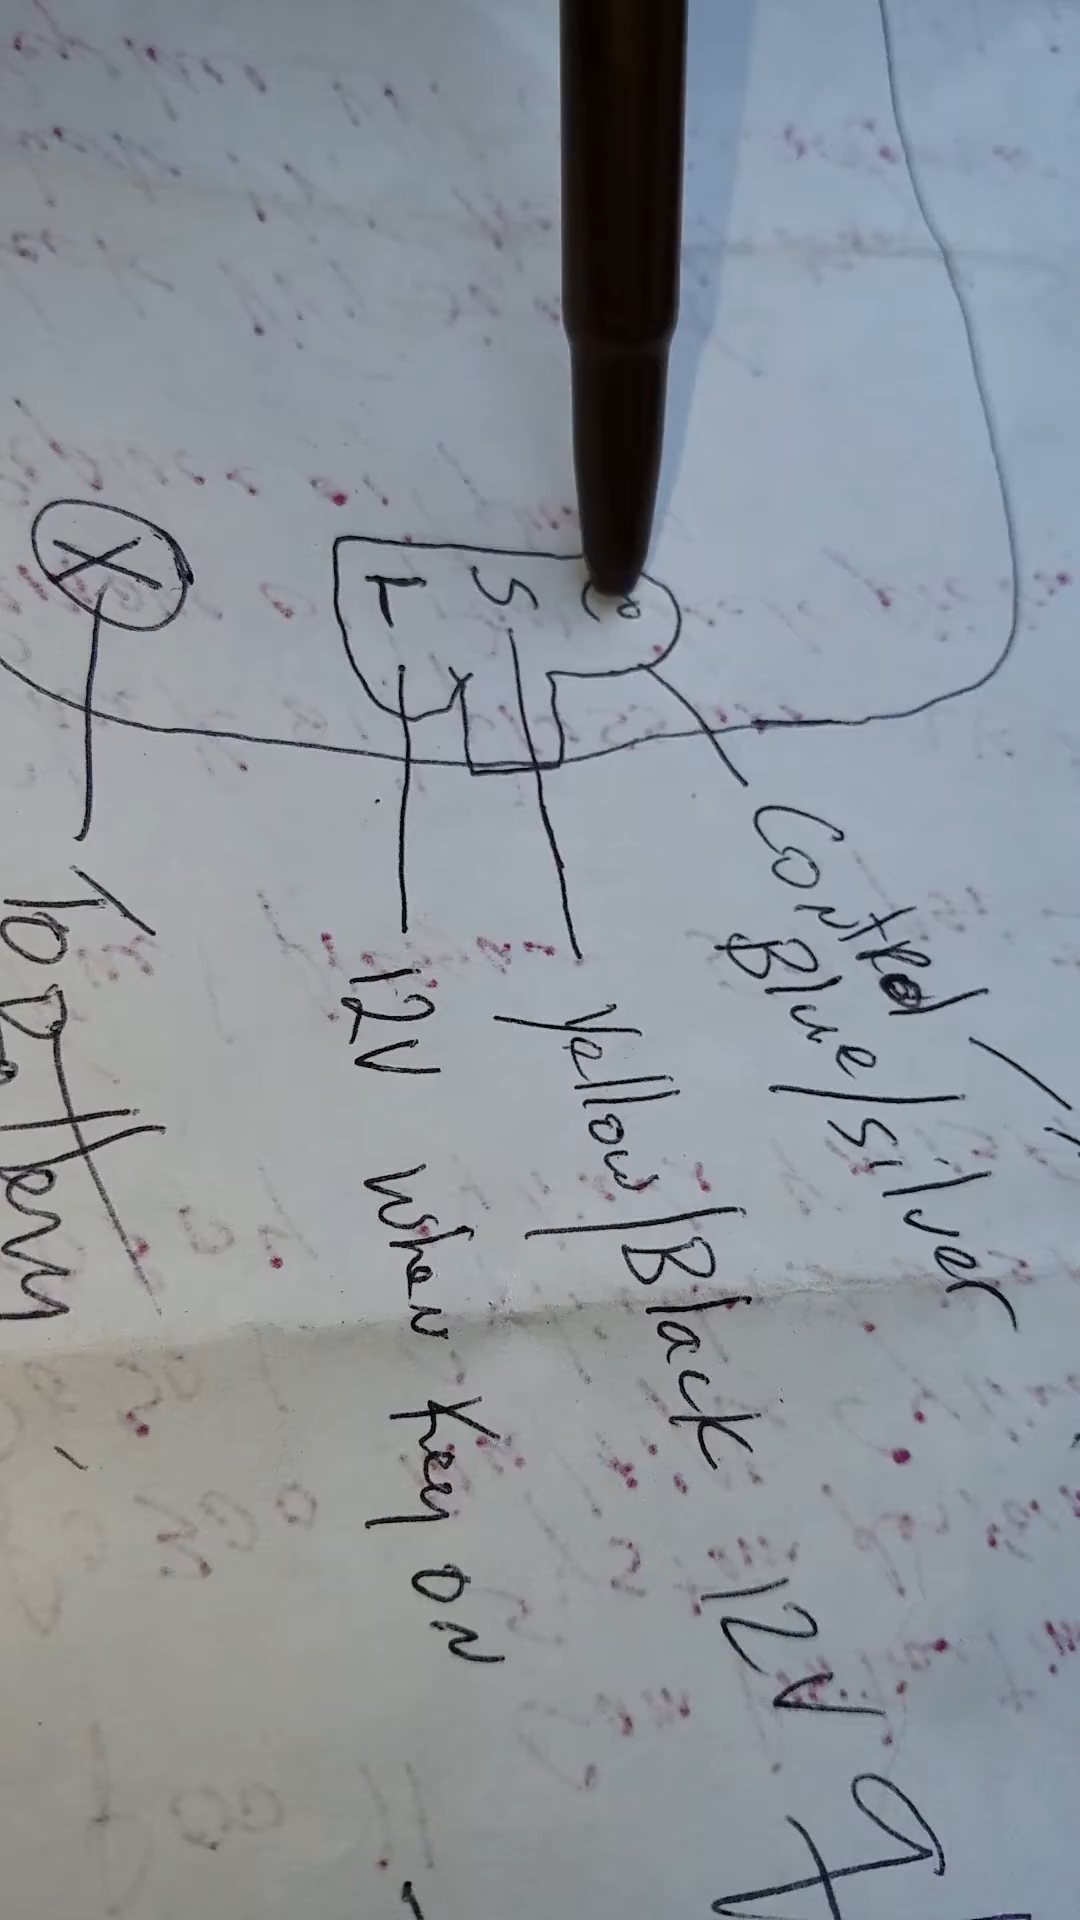 Control
Blue/silver
S
Yellow/Black 12V
L
12V when Key on
X
To Battery